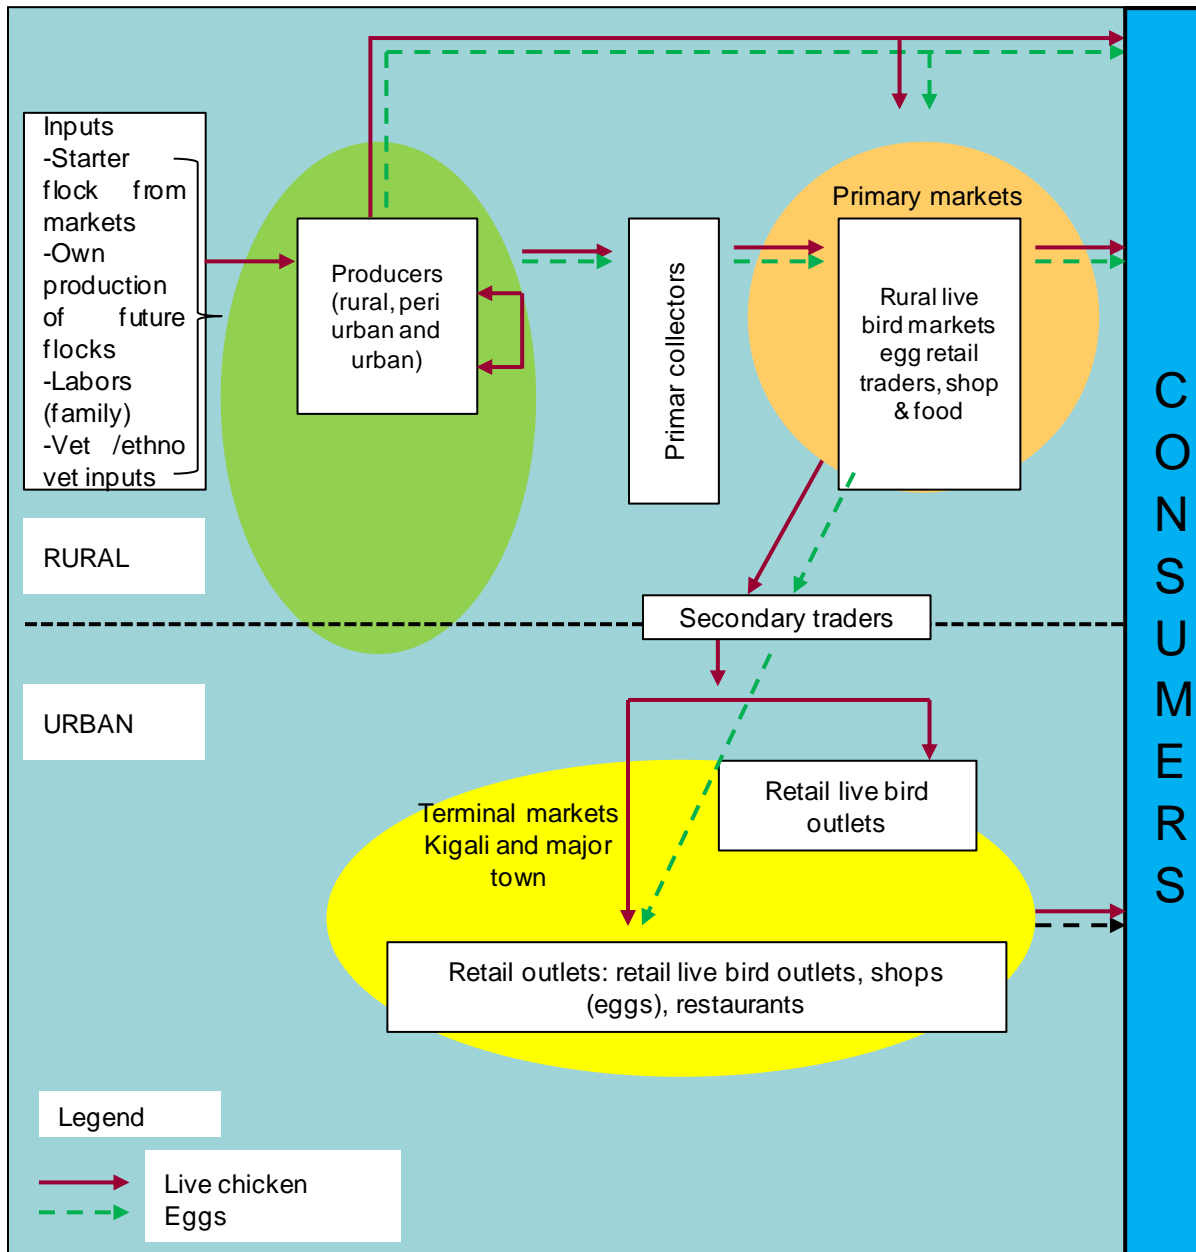 Inputs
-Starter
flock from
markets
-Own
production
of future
flocks
-Labors
(family)
-Vet /ethno
vet inputs
Producers
(rural, peri
urban and
urban)
Primar collectors
Primary markets
Rural live
bird markets
egg retail
traders, shop
& food
CONSUMERS
RURAL
Secondary traders
URBAN
Retail live bird
outlets
Terminal markets
Kigali and major
town
Retail outlets: retail live bird outlets, shops
(eggs), restaurants
Legend
Live chicken
Eggs